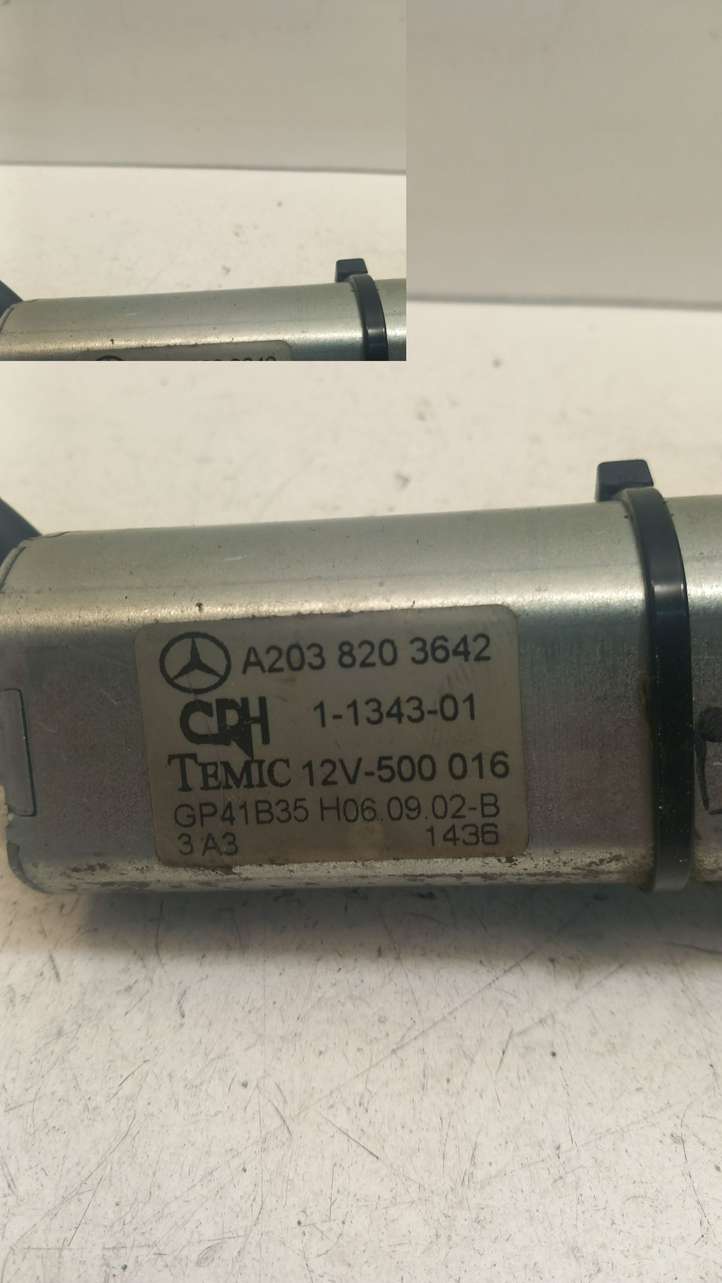 A203 820 3642
CRH 1-1343-01
TEMIC 12V-500 016
GP41B35 H06.09.02-B
3 A3 1436